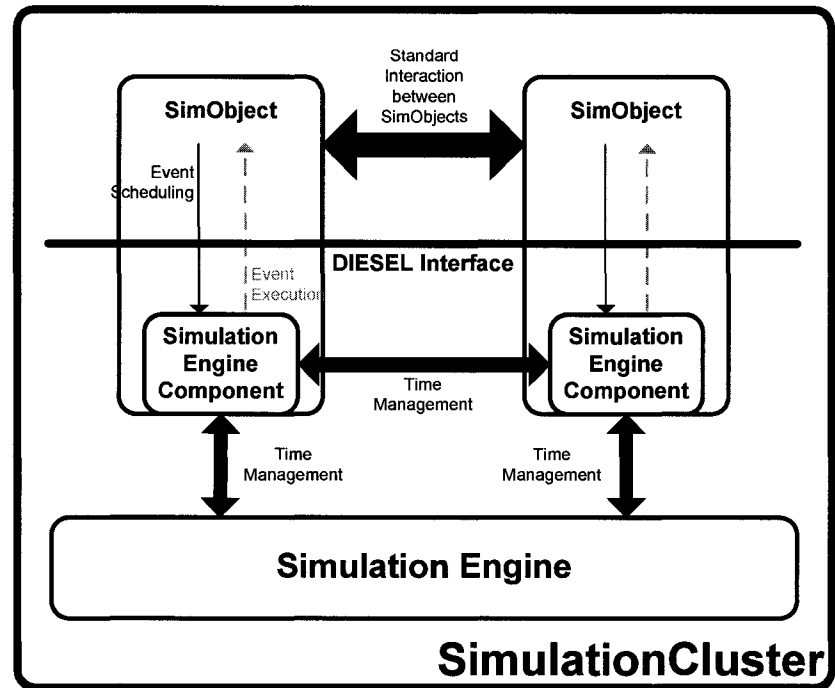 Standard
Interaction
between
SimObjects
SimObject
SimObject
Event
Scheduling
DIESEL Interface
Event
Execution
Simulation
Engine
Component
Simulation
Engine
Component
Time
Management
Time
Management
Time
Management
Simulation Engine
SimulationCluster